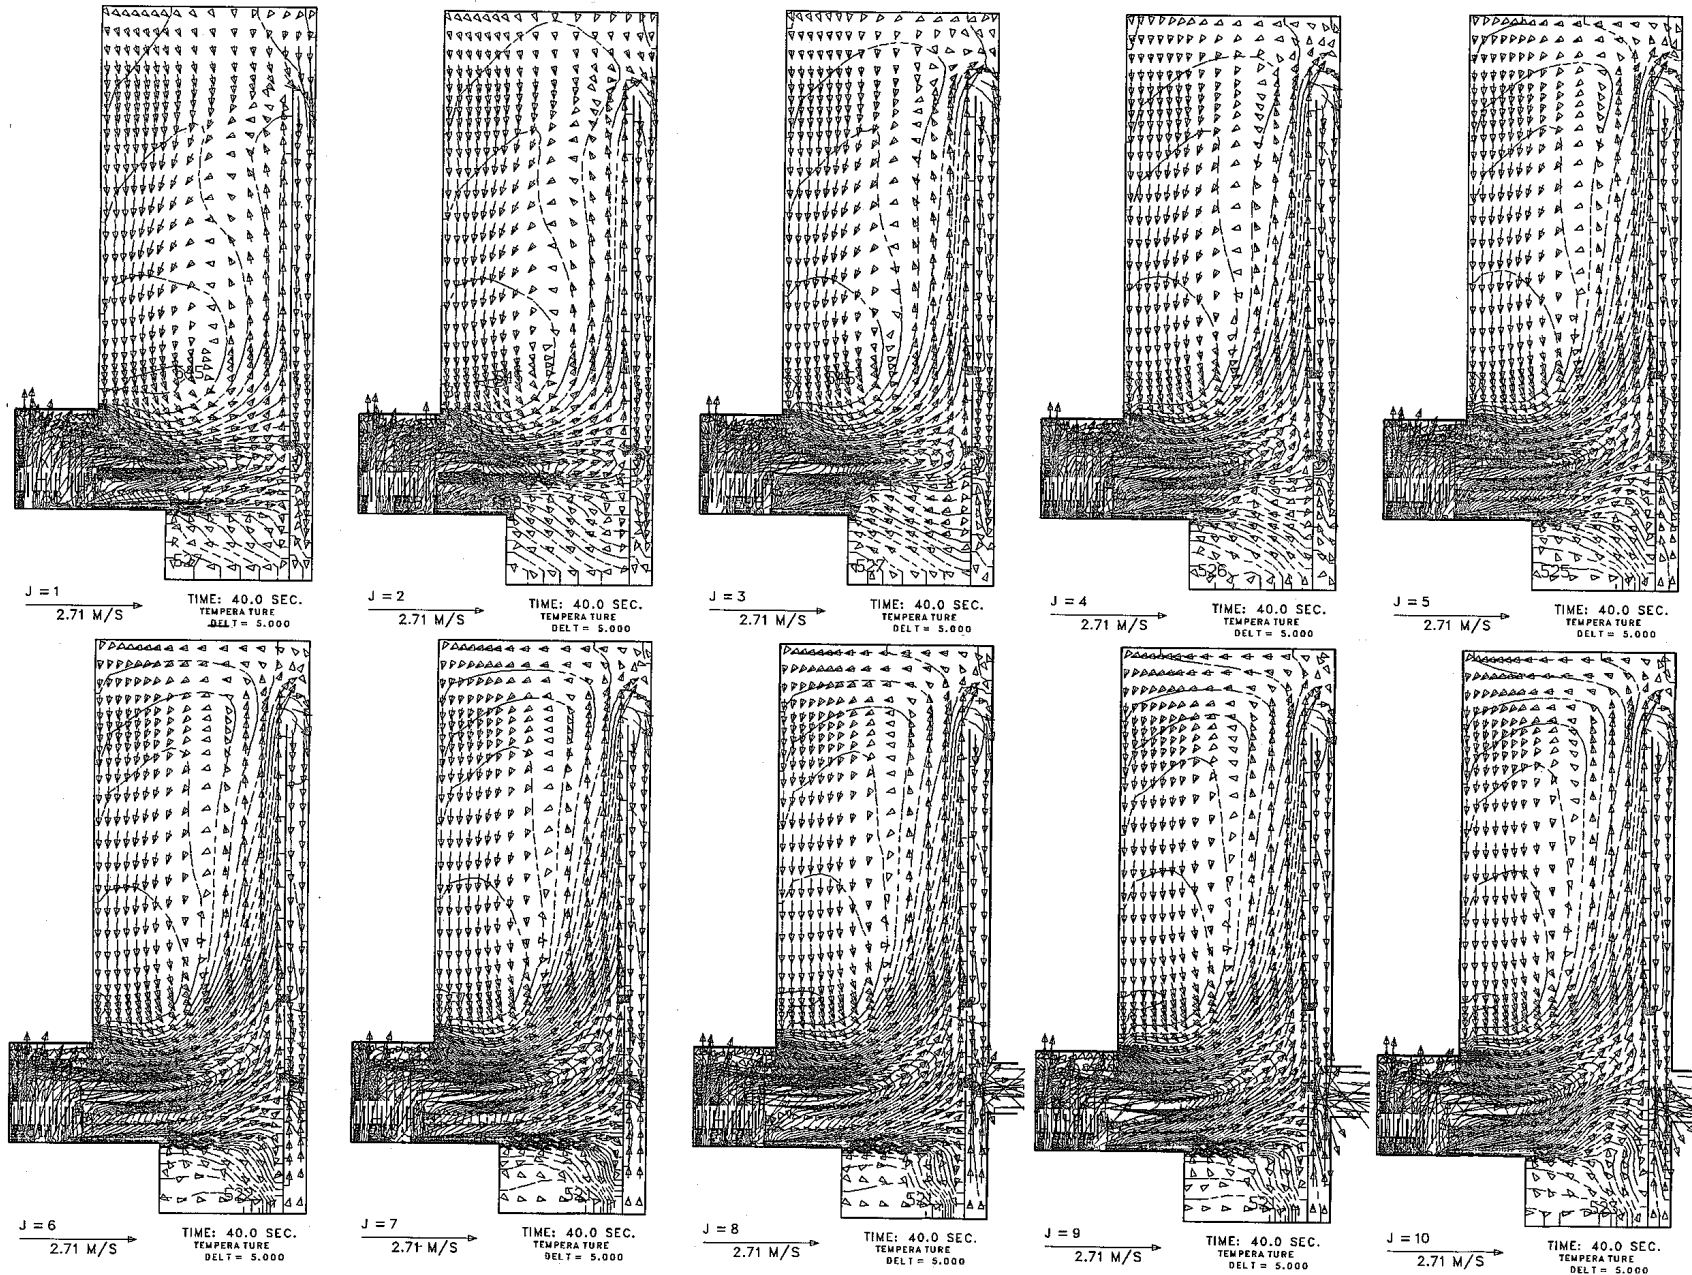 527
J = 1
2.71 M/S
TIME: 40.0 SEC.
TEMPERATURE
DELT = 5.000
J = 2
2.71 M/S
TIME: 40.0 SEC.
TEMPERATURE
DELT = 5.000
527
J = 3
2.71 M/S
TIME: 40.0 SEC.
TEMPERATURE
DELT = 5.000
526
J = 4
2.71 M/S
TIME: 40.0 SEC.
TEMPERATURE
DELT = 5.000
525
J = 5
2.71 M/S
TIME: 40.0 SEC.
TEMPERATURE
DELT = 5.000
J = 6
2.71 M/S
TIME: 40.0 SEC.
TEMPERATURE
DELT = 5.000
J = 7
2.71 M/S
TIME: 40.0 SEC.
TEMPERATURE
DELT = 5.000
J = 8
2.71 M/S
TIME: 40.0 SEC.
TEMPERATURE
DELT = 5.000
J = 9
2.71 M/S
TIME: 40.0 SEC.
TEMPERATURE
DELT = 5.000
J = 10
2.71 M/S
TIME: 40.0 SEC.
TEMPERATURE
DELT = 5.000